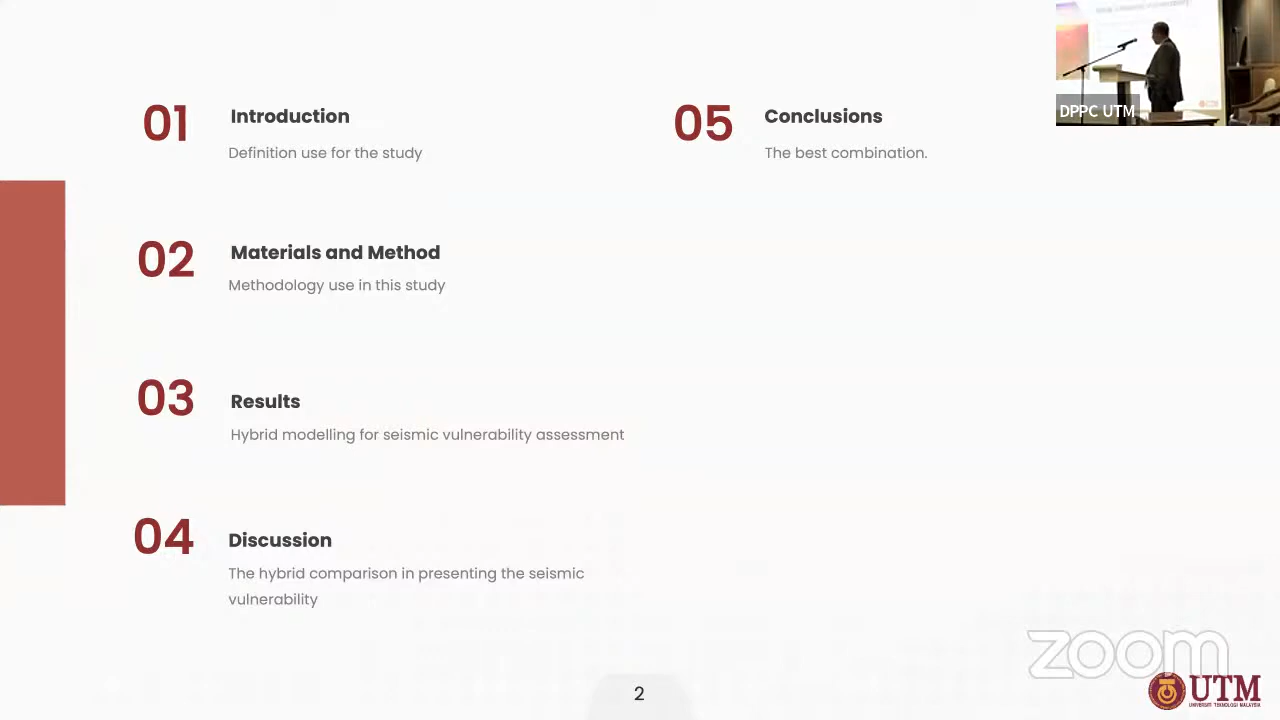 01
Introduction
Definition use for the study
02
Materials and Method
Methodology use in this study
03
Results
Hybrid modelling for seismic vulnerability assessment
04
Discussion
The hybrid comparison in presenting the seismic
vulnerability
05
Conclusions
The best combination.
DPPC UTM
2
zoom
UTM
UNIVERSITI TEKNOLOGI MALAYSIA